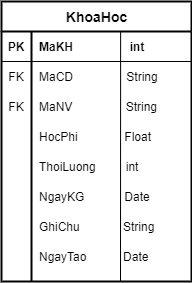 KhoaHoc
PK MaKH int
FK MaCD String
FK MaNV String
HocPhi Float
ThoiLuong int
NgayKG Date
GhiChu String
NgayTao Date